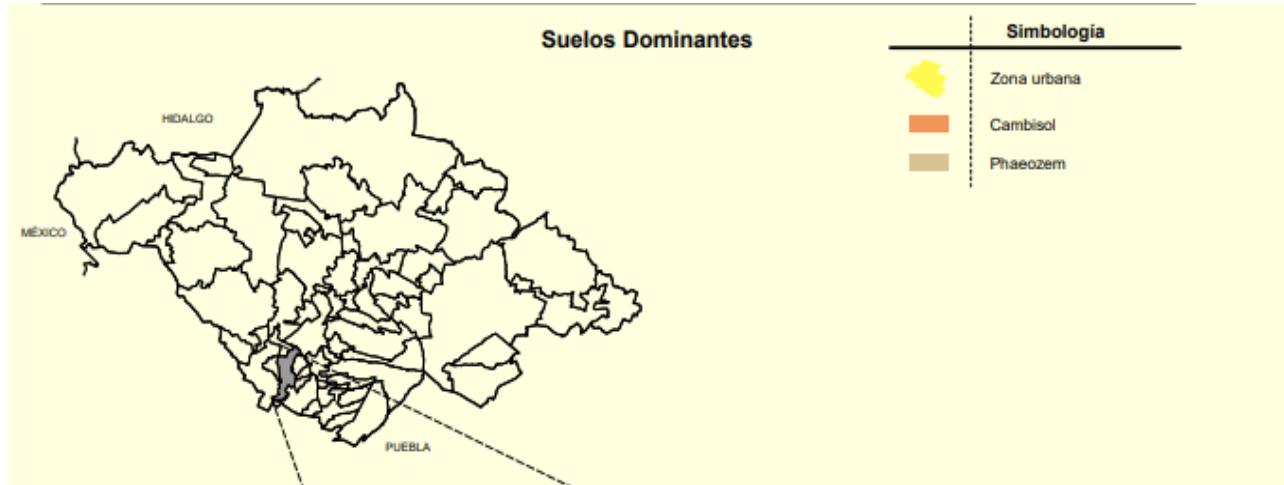 Suelos Dominantes
Simbología
Zona urbana
Cambisol
Phaeozem
HIDALGO
MÉXICO
PUEBLA